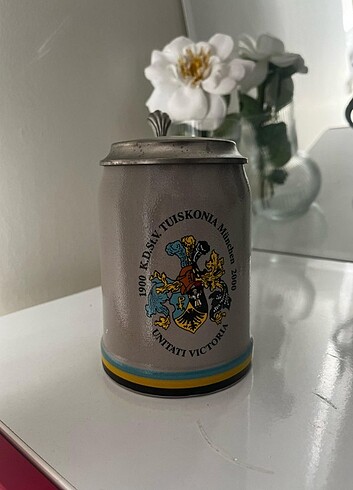 1900 K.D.St.V. TUISKONIA München 2000
UNITATI VICTORIA